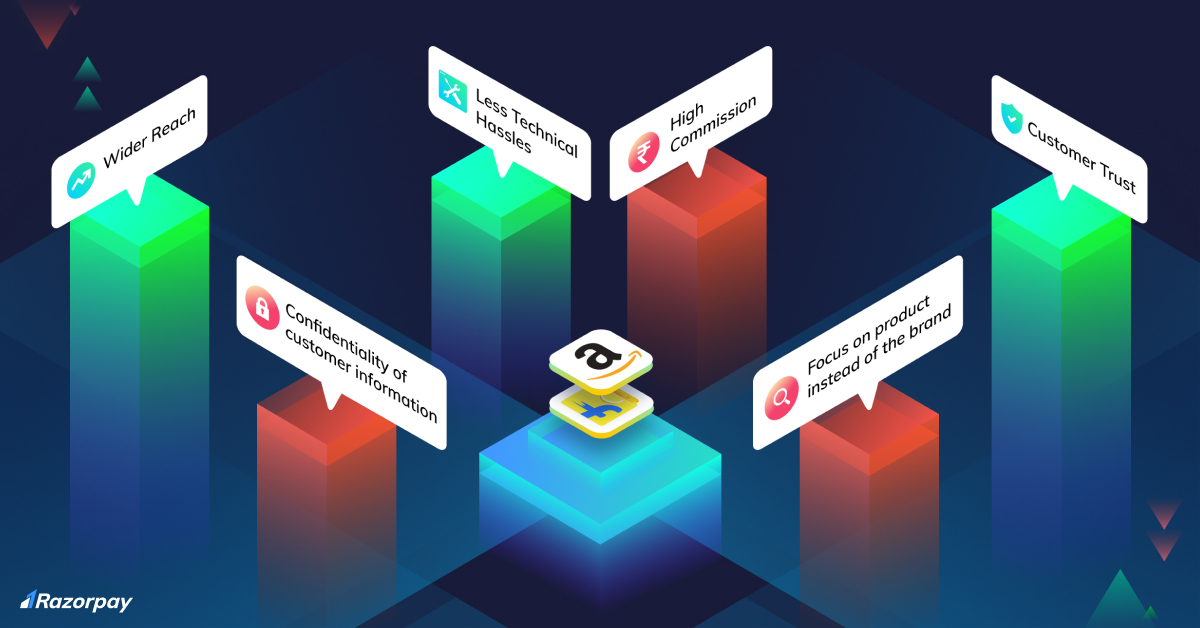 Wider Reach
Less Technical
Hassles
High
Commission
Customer Trust
Confidentiality of
customer information
Focus on product
instead of the brand
a
f
Razorpay